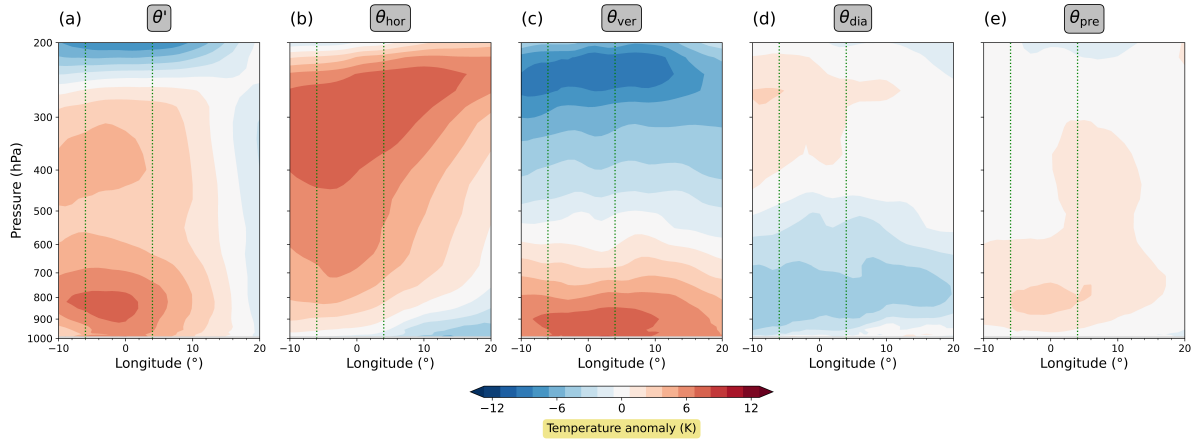 (a) θ' (b) θhor (c) θver (d) θdia (e) θpre
200
300
400
500
600
700
800
900
1000
Pressure (hPa)
−10 0 10 20 −10 0 10 20 −10 0 10 20 −10 0 10 20 −10 0 10 20
Longitude (°) Longitude (°) Longitude (°) Longitude (°) Longitude (°)
−12 −6 0 6 12
Temperature anomaly (K)